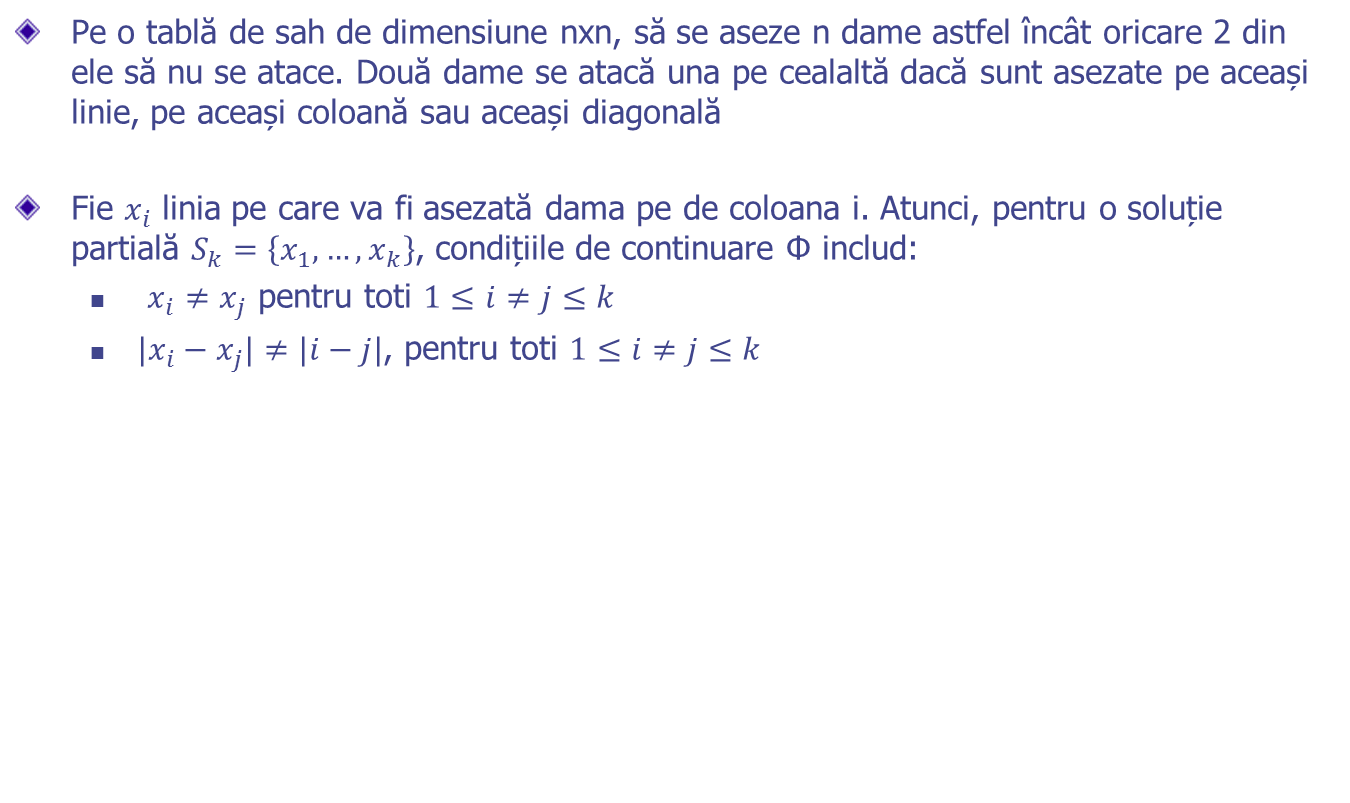 Pe o tablă de sah de dimensiune nxn, să se aseze n dame astfel încât oricare 2 din
ele să nu se atace. Două dame se atacă una pe cealaltă dacă sunt asezate pe aceași
linie, pe aceași coloană sau aceași diagonală
Fie xᵢ linia pe care va fi asezată dama pe de coloana i. Atunci, pentru o soluție
partială Sₖ = {x₁, … , xₖ}, condițiile de continuare Φ includ:
xᵢ ≠ xⱼ pentru toti 1 ≤ i ≠ j ≤ k
|xᵢ − xⱼ| ≠ |i − j|, pentru toti 1 ≤ i ≠ j ≤ k